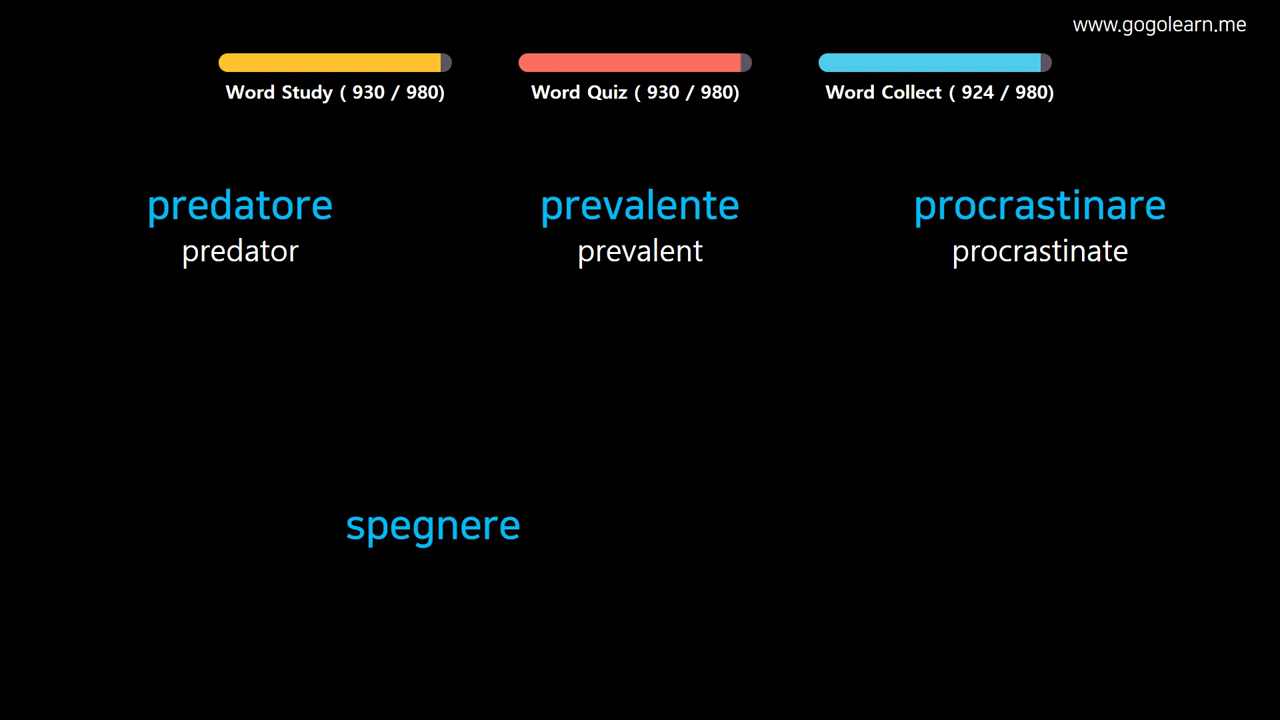 www.gogolearn.me
Word Study ( 930 / 980)
Word Quiz ( 930 / 980)
Word Collect ( 924 / 980)
predatore
predator
prevalente
prevalent
procrastinare
procrastinate
spegnere